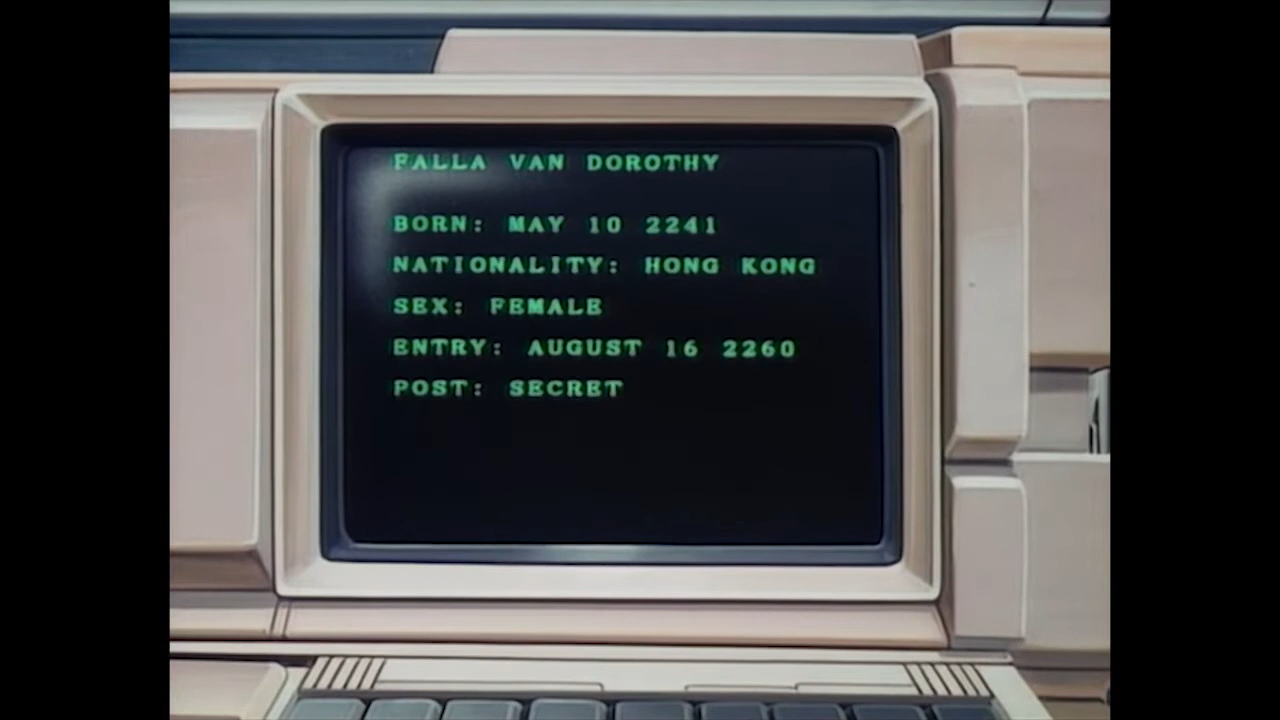 FALLA VAN DOROTHY
BORN: MAY 10 2241
NATIONALITY: HONG KONG
SEX: FEMALE
ENTRY: AUGUST 16 2260
POST: SECRET